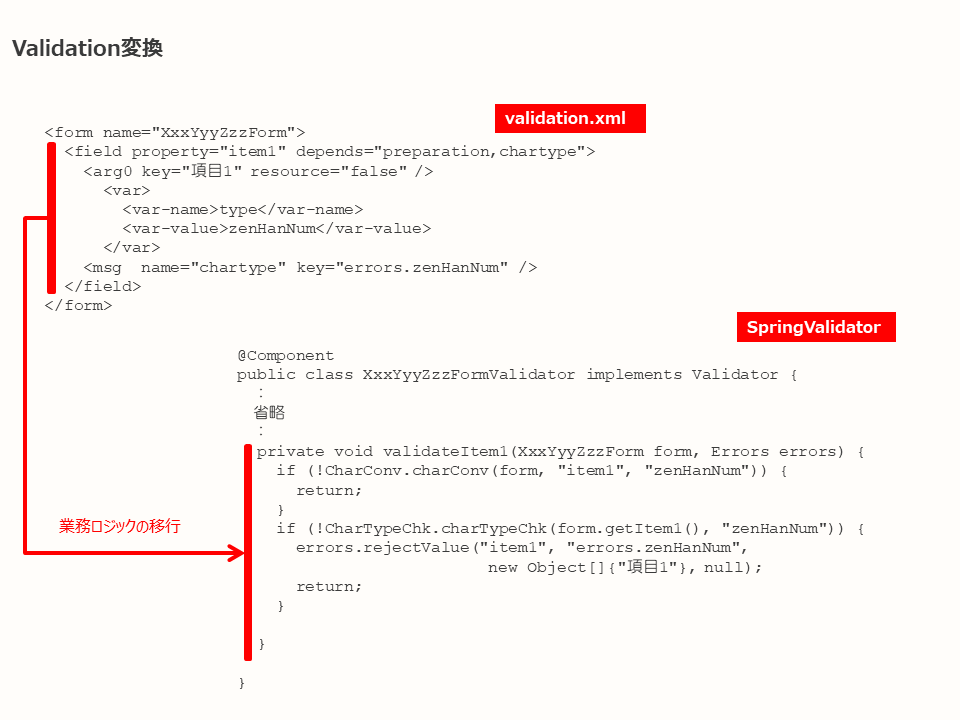 Validation変換
validation.xml
<form name="XxxYyyZzzForm">
  <field property="item1" depends="preparation,chartype">
    <arg0 key="項目1" resource="false" />
      <var>
        <var-name>type</var-name>
        <var-value>zenHanNum</var-value>
      </var>
    <msg  name="chartype" key="errors.zenHanNum" />
  </field>
</form>
SpringValidator
@Component
public class XxxYyyZzzFormValidator implements Validator {
  :
  省略
  :
  private void validateItem1(XxxYyyZzzForm form, Errors errors) {
    if (!CharConv.charConv(form, "item1", "zenHanNum")) {
      return;
    }
    if (!CharTypeChk.charTypeChk(form.getItem1(), "zenHanNum")) {
      errors.rejectValue("item1", "errors.zenHanNum",
                          new Object[]{"項目1"}, null);
      return;
    }
  }
}
業務ロジックの移行